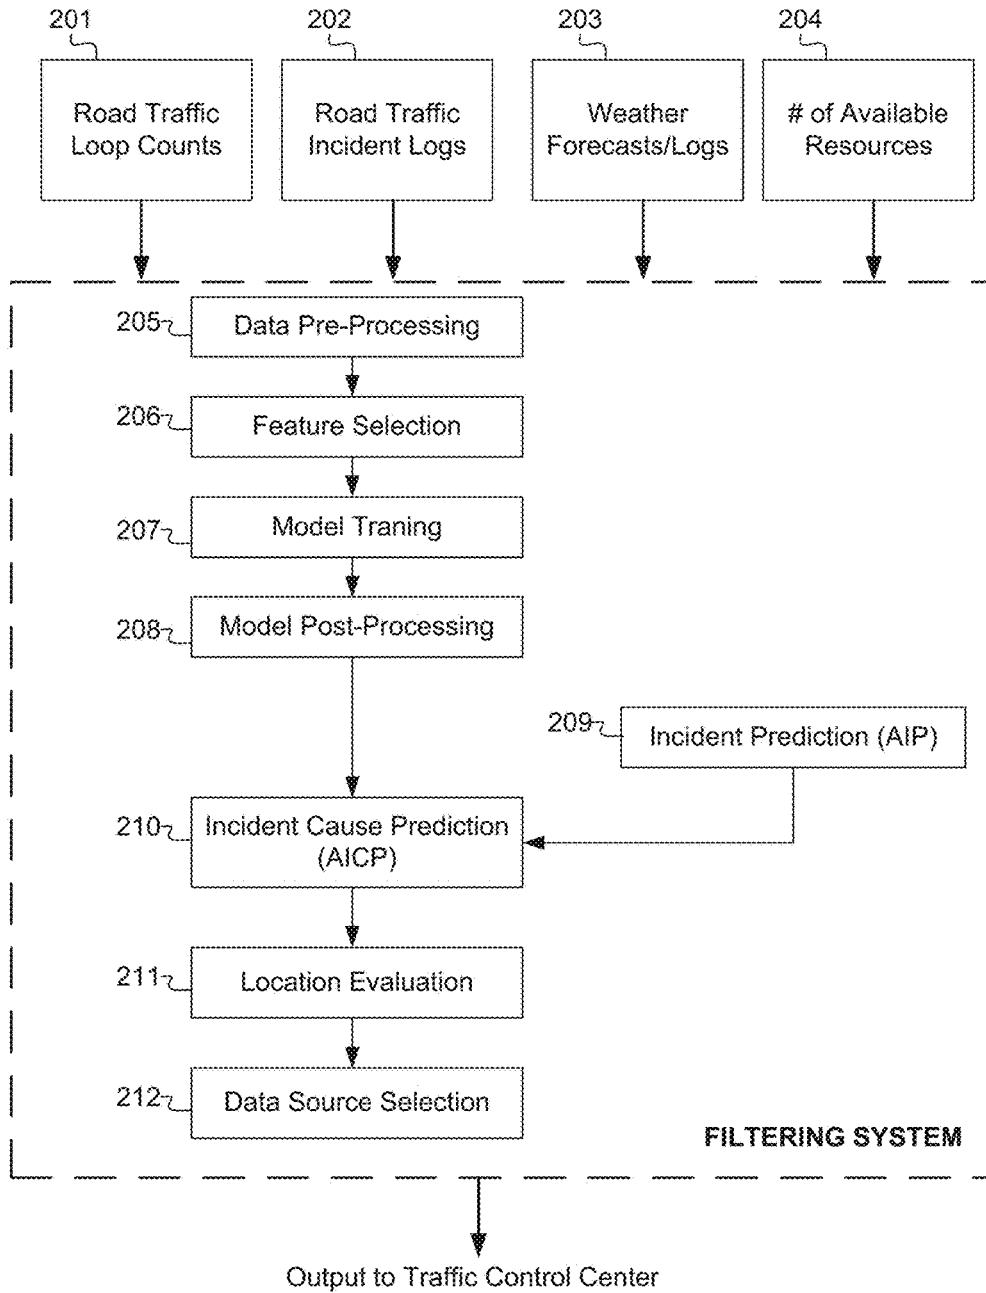 201
202
203
204
Road Traffic
Loop Counts
Road Traffic
Incident Logs
Weather
Forecasts/Logs
# of Available
Resources
205
Data Pre-Processing
206
Feature Selection
207
Model Traning
208
Model Post-Processing
209
Incident Prediction (AIP)
210
Incident Cause Prediction
(AICP)
211
Location Evaluation
212
Data Source Selection
FILTERING SYSTEM
Output to Traffic Control Center